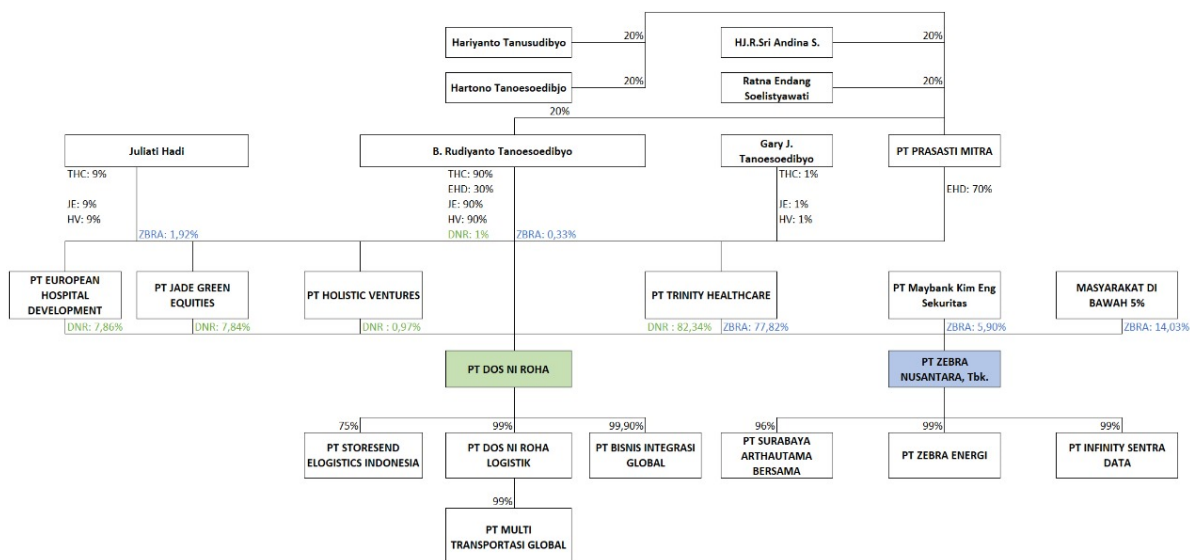 20%
Hariyanto Tanusudibyo
20%
HJ.R.Sri Andina S.
20%
Hartono Tanoesoedibjo
20%
Ratna Endang
Soelistyawati
20%
20%
Juliati Hadi
B. Rudiyanto Tanoesoedibyo
Gary J.
Tanoesoedibyo
PT PRASASTI MITRA
THC: 9%
JE: 9%
HV: 9%
ZBRA: 1,92%
THC: 90%
EHD: 30%
JE: 90%
HV: 90%
DNR: 1%
ZBRA: 0,33%
THC: 1%
JE: 1%
HV: 1%
EHD: 70%
PT EUROPEAN
HOSPITAL
DEVELOPMENT
PT JADE GREEN
EQUITIES
PT HOLISTIC VENTURES
PT TRINITY HEALTHCARE
PT Maybank Kim Eng
Sekuritas
MASYARAKAT DI
BAWAH 5%
DNR: 7,86%
DNR: 7,84%
DNR : 0,97%
DNR : 82,34%
ZBRA: 77,82%
ZBRA: 5,90%
ZBRA: 14,03%
PT DOS NI ROHA
PT ZEBRA
NUSANTARA, Tbk.
75%
99%
99,90%
96%
99%
99%
PT STORESEND
ELOGISTICS INDONESIA
PT DOS NI ROHA
LOGISTIK
PT BISNIS INTEGRASI
GLOBAL
PT SURABAYA
ARTHAUTAMA
BERSAMA
PT ZEBRA ENERGI
PT INFINITY SENTRA
DATA
99%
PT MULTI
TRANSPORTASI GLOBAL